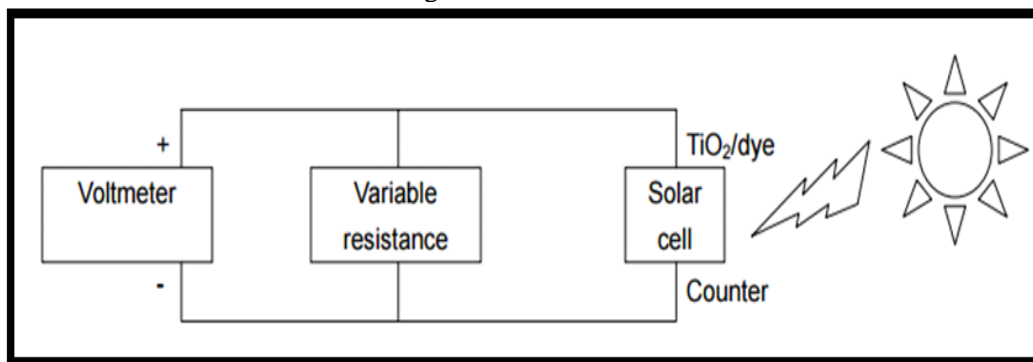 +
TiO₂/dye
Voltmeter
Variable
resistance
Solar
cell
-
Counter